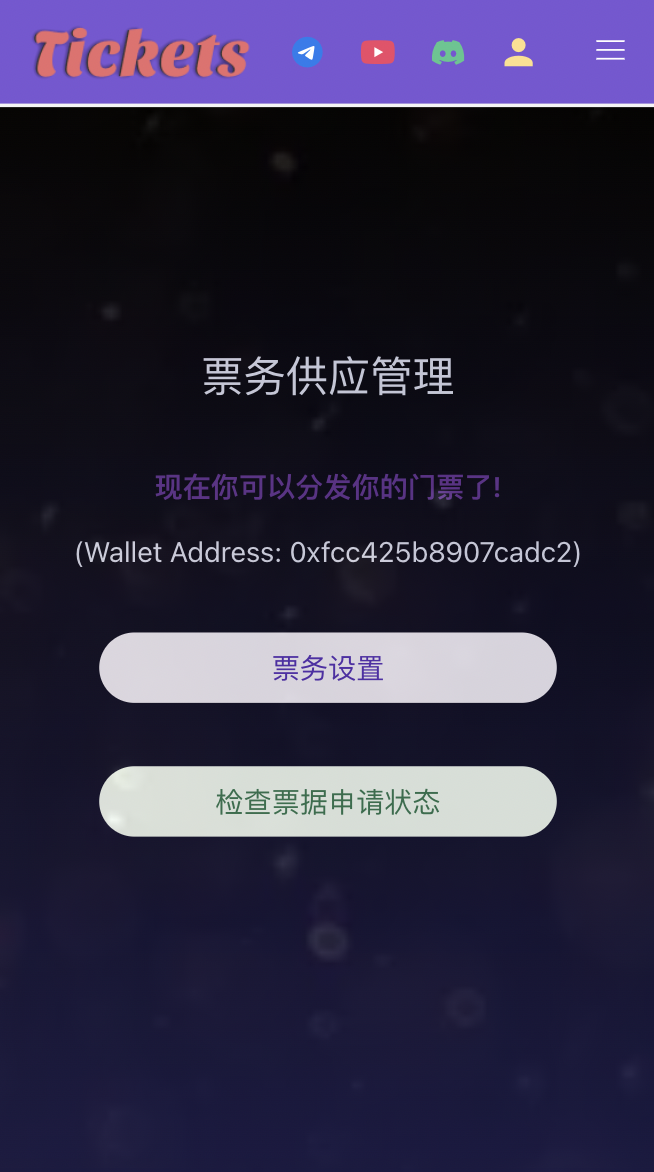 Tickets
票务供应管理
现在你可以分发你的门票了!
(Wallet Address: 0xfcc425b8907cadc2)
票务设置
检查票据申请状态